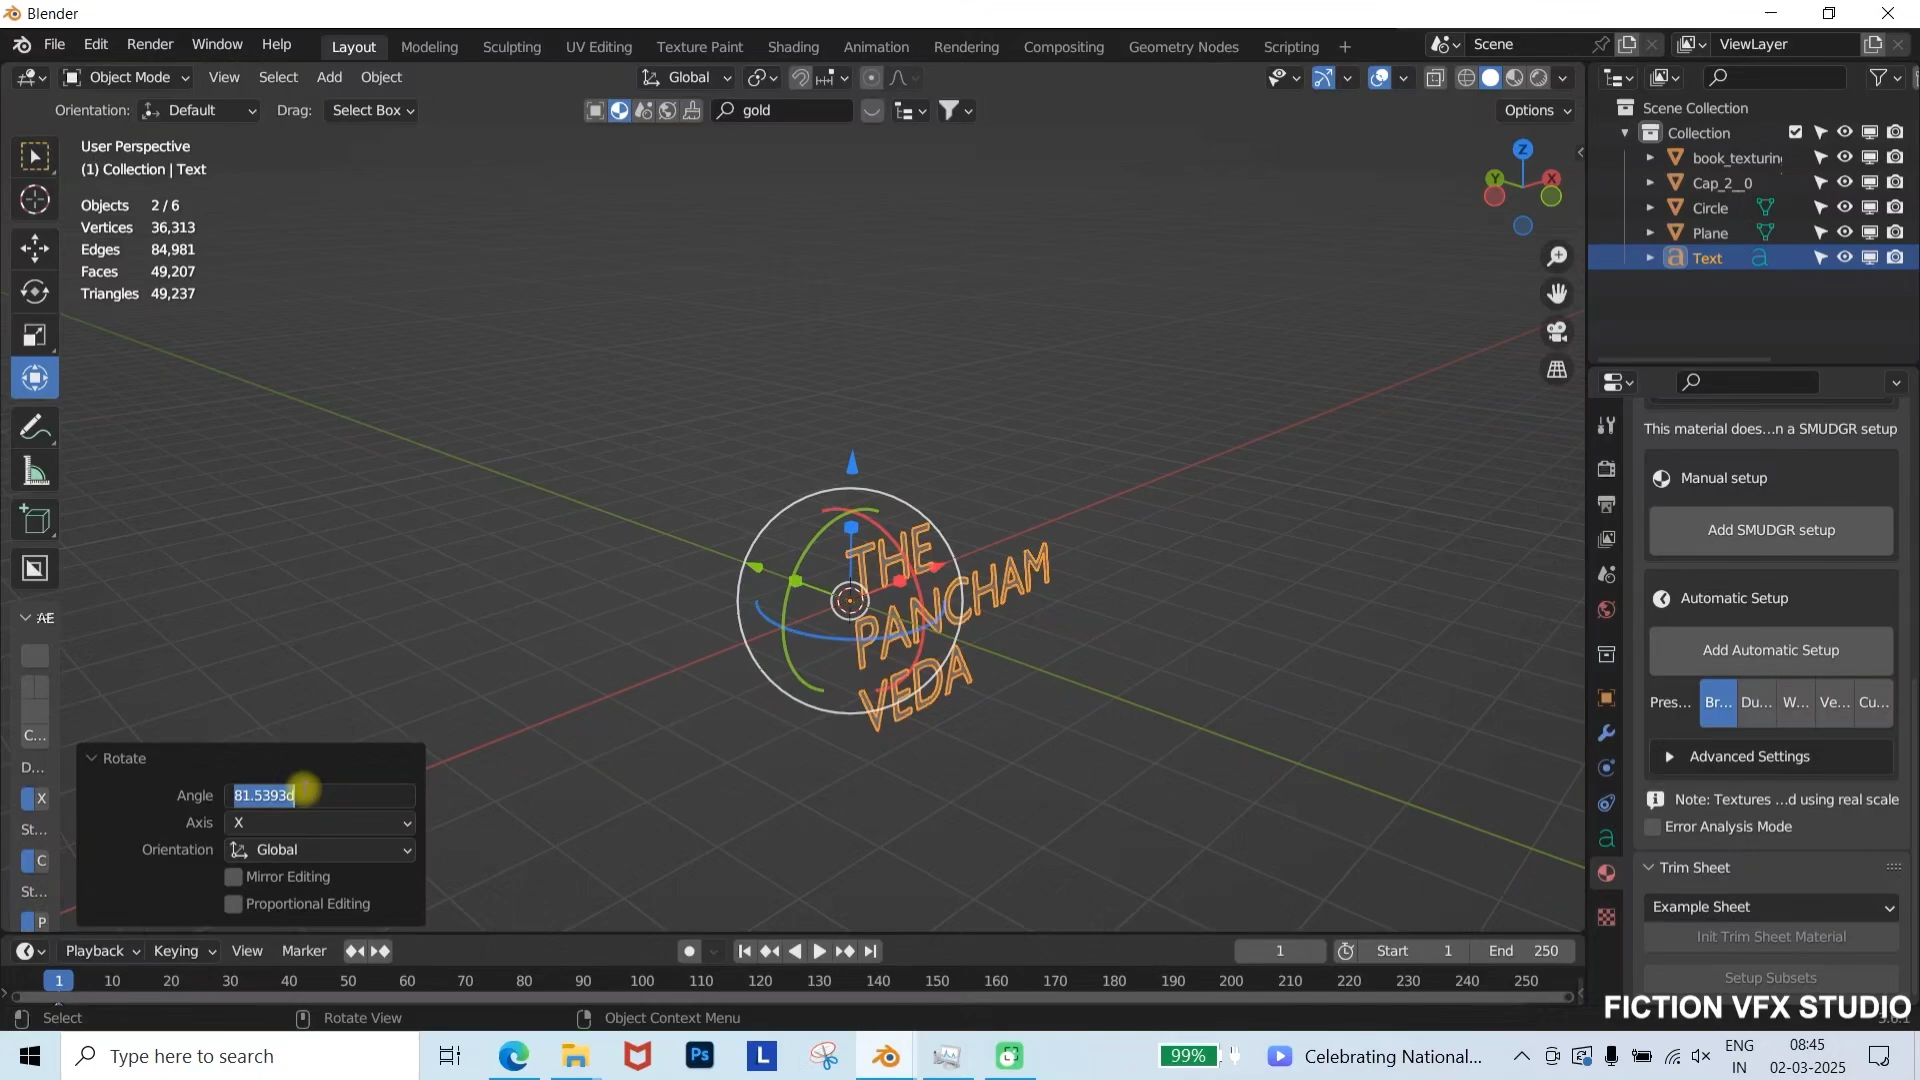 Blender
File Edit Render Window Help
Layout Modeling Sculpting UV Editing Texture Paint Shading Animation Rendering Compositing Geometry Nodes Scripting +
Scene
ViewLayer
Object Mode View Select Add Object
Global
Orientation: Default Drag: Select Box
gold
Options
User Perspective
(1) Collection | Text
Objects 2 / 6
Vertices 36,313
Edges 84,981
Faces 49,207
Triangles 49,237
Z
Y
X
Scene Collection
Collection
book_texturing
Cap_2__0
Circle
Plane
Text
This material does...n a SMUDGR setup
Manual setup
Add SMUDGR setup
Automatic Setup
Add Automatic Setup
Pres... Br... Du... W... Ve... Cu...
Advanced Settings
Note: Textures ...d using real scale
Error Analysis Mode
Trim Sheet
Example Sheet
Init Trim Sheet Material
Setup Subsets
THE
PANCHAM
VEDA
AE
C...
D...
X
St...
C
St...
P
Rotate
Angle 81.5393d
Axis X
Orientation Global
Mirror Editing
Proportional Editing
Playback Keying View Marker
1 Start 1 End 250
1 10 20 30 40 50 60 70 80 90 100 110 120 130 140 150 160 170 180 190 200 210 220 230 240 250
Select Rotate View Object Context Menu
FICTION VFX STUDIO
Type here to search
Ps
L
99%
Celebrating National...
ENG
IN
08:45
02-03-2025